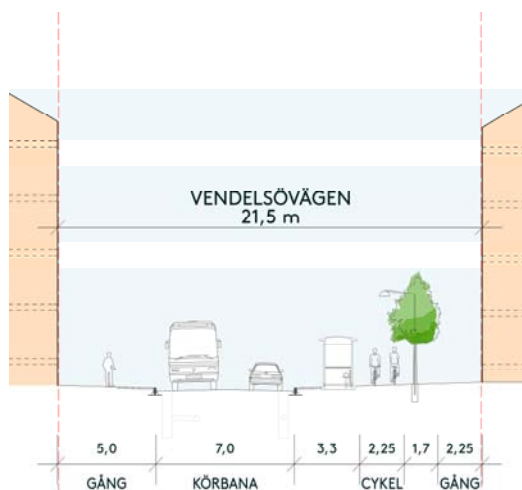 VENDELSÖVÄGEN
21,5 m
5,0 7,0 3,3 2,25 1,7 2,25
GÅNG KÖRBANA CYKEL GÅNG